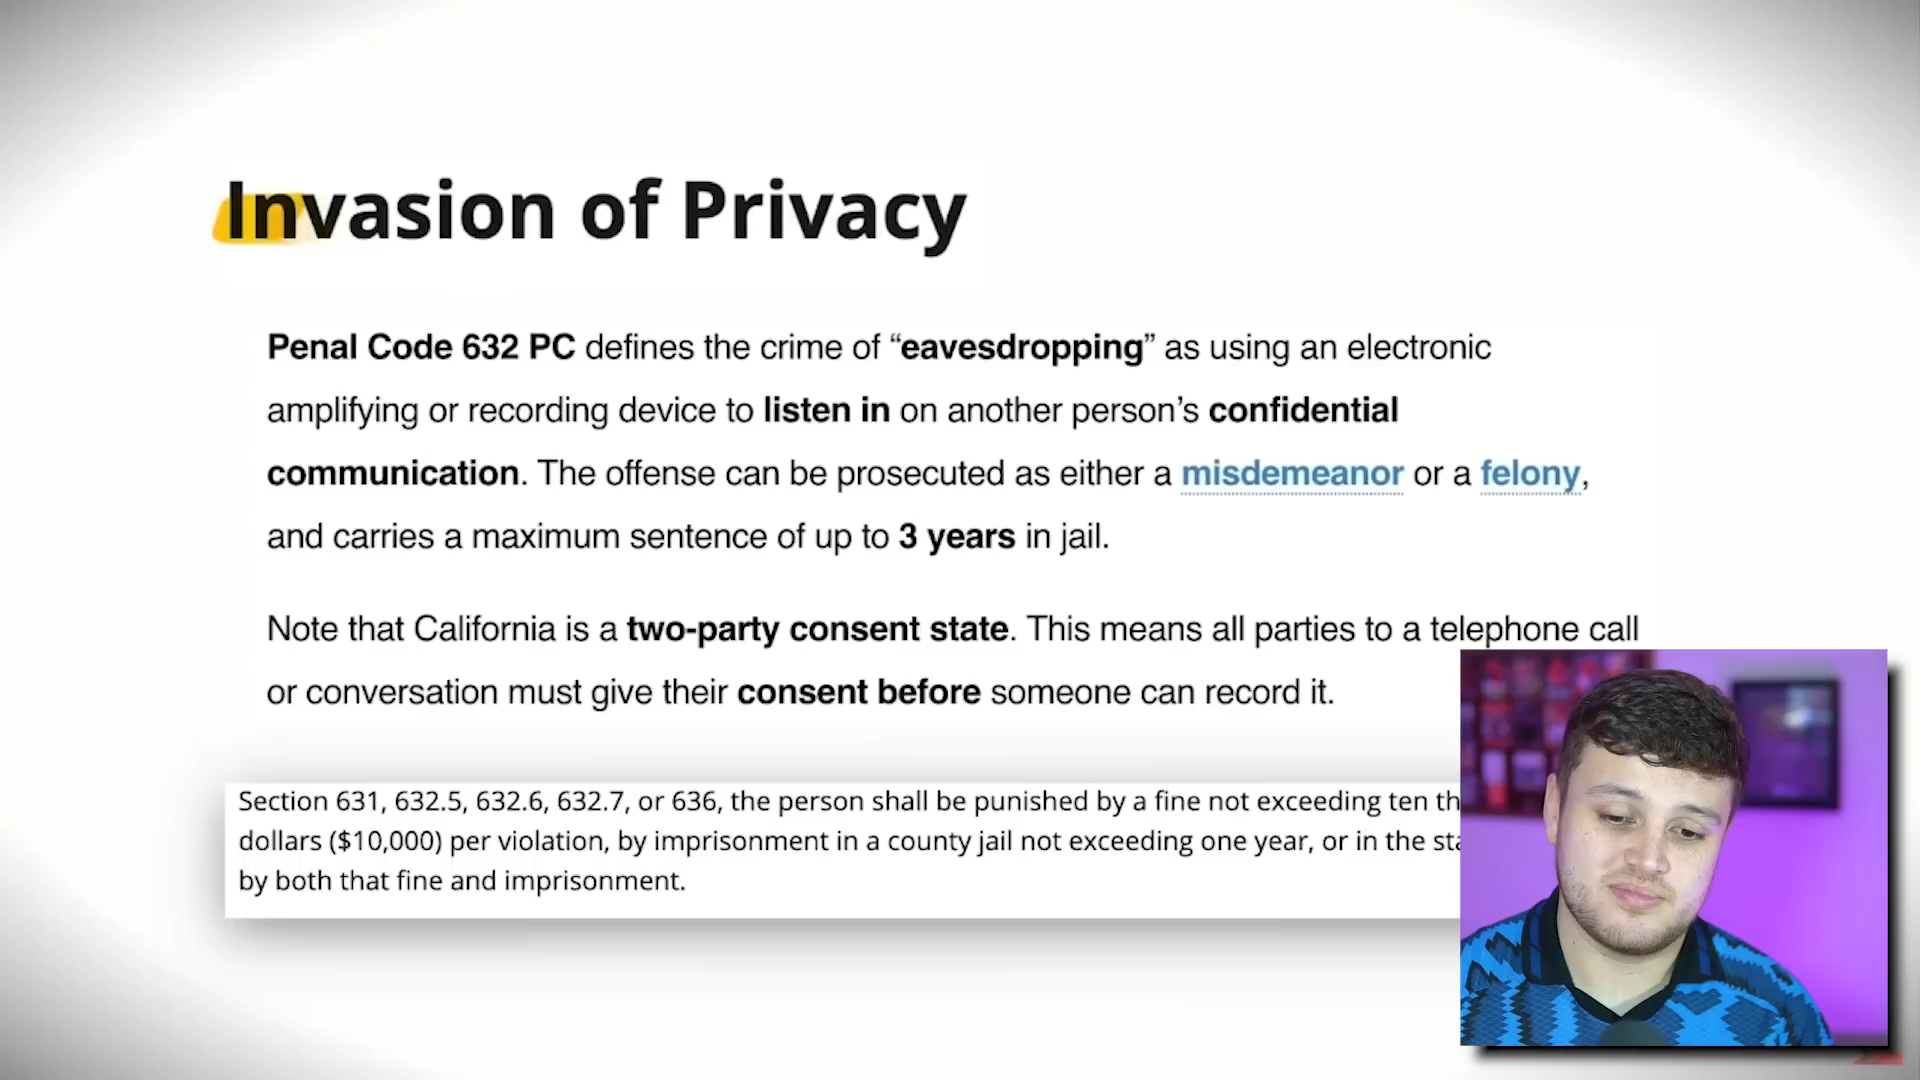 Invasion of Privacy
Penal Code 632 PC defines the crime of “eavesdropping” as using an electronic
amplifying or recording device to listen in on another person’s confidential
communication. The offense can be prosecuted as either a misdemeanor or a felony,
and carries a maximum sentence of up to 3 years in jail.
Note that California is a two-party consent state. This means all parties to a telephone call
or conversation must give their consent before someone can record it.
Section 631, 632.5, 632.6, 632.7, or 636, the person shall be punished by a fine not exceeding ten
dollars ($10,000) per violation, by imprisonment in a county jail not exceeding one year, or in the
by both that fine and imprisonment.